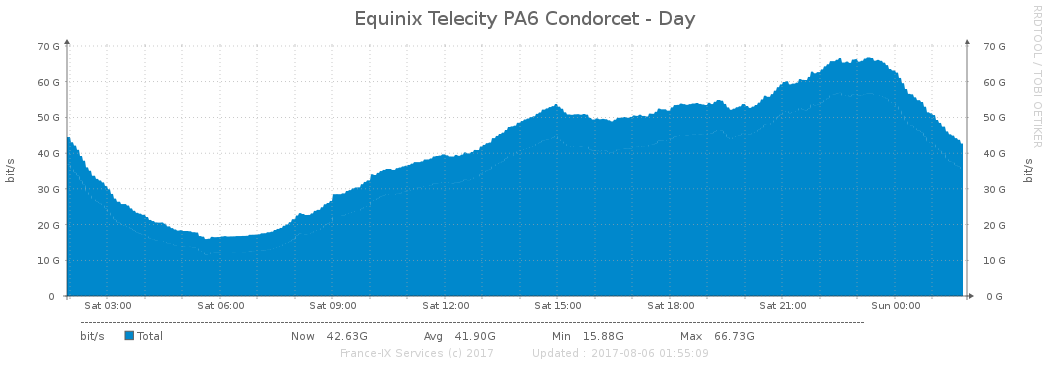 Equinix Telecity PA6 Condorcet - Day
RRDTOOL / TOBI OETIKER
70 G 70 G
60 G 60 G
50 G 50 G
40 G 40 G
30 G 30 G
20 G 20 G
10 G 10 G
0 0 G
bit/s bit/s
Sat 03:00 Sat 06:00 Sat 09:00 Sat 12:00 Sat 15:00 Sat 18:00 Sat 21:00 Sun 00:00
bit/s Total Now 42.63G Avg 41.90G Min 15.88G Max 66.73G
France-IX Services (c) 2017 Updated : 2017-08-06 01:55:09